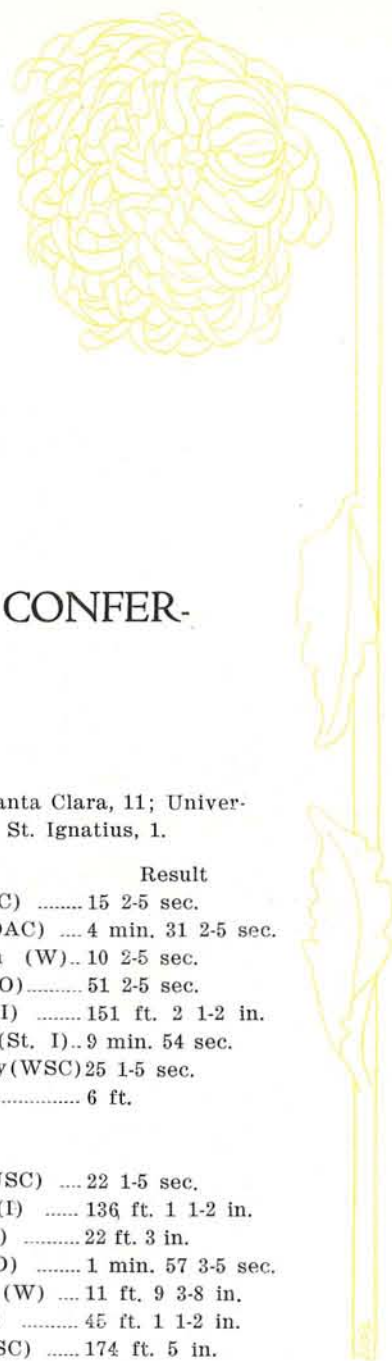 CONFER-
anta Clara, 11; Univer-
St. Ignatius, 1.
Result
C) ........ 15 2-5 sec.
OAC) .... 4 min. 31 2-5 sec.
(W).. 10 2-5 sec.
O).......... 51 2-5 sec.
I) ........ 151 ft. 2 1-2 in.
(St. I).. 9 min. 54 sec.
y(WSC) 25 1-5 sec.
.............. 6 ft.
USC) .... 22 1-5 sec.
(I) ...... 136 ft. 1 1-2 in.
) .......... 22 ft. 3 in.
O) ........ 1 min. 57 3-5 sec.
(W) .... 11 ft. 9 3-8 in.
.......... 45 ft. 1 1-2 in.
SC) ...... 174 ft. 5 in.